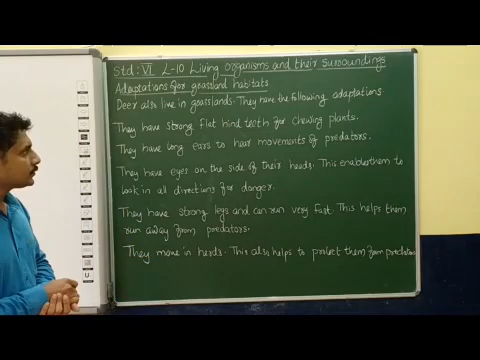 Std: VI L-10 Living organisms and their Surroundings
Adaptations for grassland habitats
Deer also live in grasslands. They have the following adaptations.
They have strong flat hind teeth for chewing plants.
They have long ears to hear movements of predators.
They have eyes on the side of their heads. This enables them to
look in all directions for danger.
They have strong legs and can run very fast. This helps them
run away from predators.
They move in herds. This also helps to protect them from predators